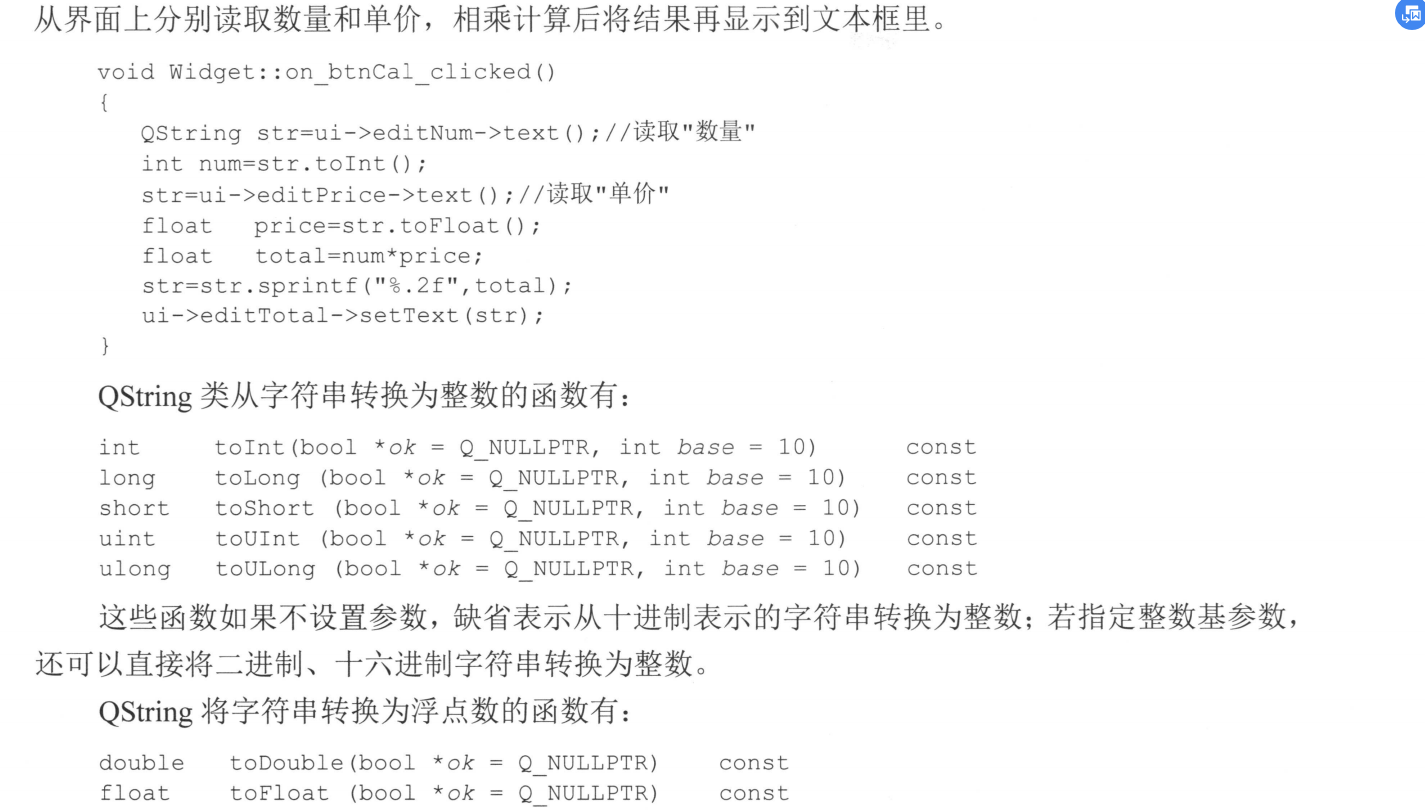 从界面上分别读取数量和单价，相乘计算后将结果再显示到文本框里。
void Widget::on_btnCal_clicked()
{
QString str=ui->editNum->text();//读取"数量"
int num=str.toInt();
str=ui->editPrice->text();//读取"单价"
float price=str.toFloat();
float total=num*price;
str=str.sprintf("%.2f",total);
ui->editTotal->setText(str);
}
QString 类从字符串转换为整数的函数有：
int toInt(bool *ok = Q_NULLPTR, int base = 10) const
long toLong (bool *ok = Q_NULLPTR, int base = 10) const
short toShort (bool *ok = Q_NULLPTR, int base = 10) const
uint toUInt (bool *ok = Q_NULLPTR, int base = 10) const
ulong toULong (bool *ok = Q_NULLPTR, int base = 10) const
这些函数如果不设置参数，缺省表示从十进制表示的字符串转换为整数；若指定整数基参数，
还可以直接将二进制、十六进制字符串转换为整数。
QString 将字符串转换为浮点数的函数有：
double toDouble(bool *ok = Q_NULLPTR) const
float toFloat (bool *ok = Q_NULLPTR) const